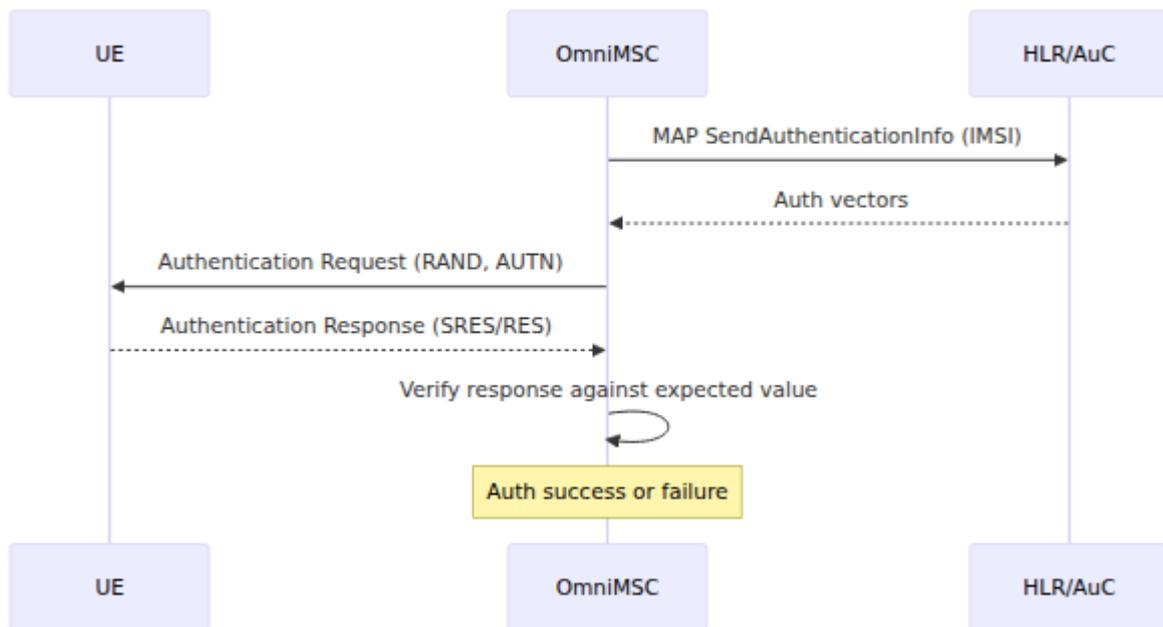 UE
OmniMSC
HLR/AuC
MAP SendAuthenticationInfo (IMSI)
Auth vectors
Authentication Request (RAND, AUTN)
Authentication Response (SRES/RES)
Verify response against expected value
Auth success or failure
UE
OmniMSC
HLR/AuC